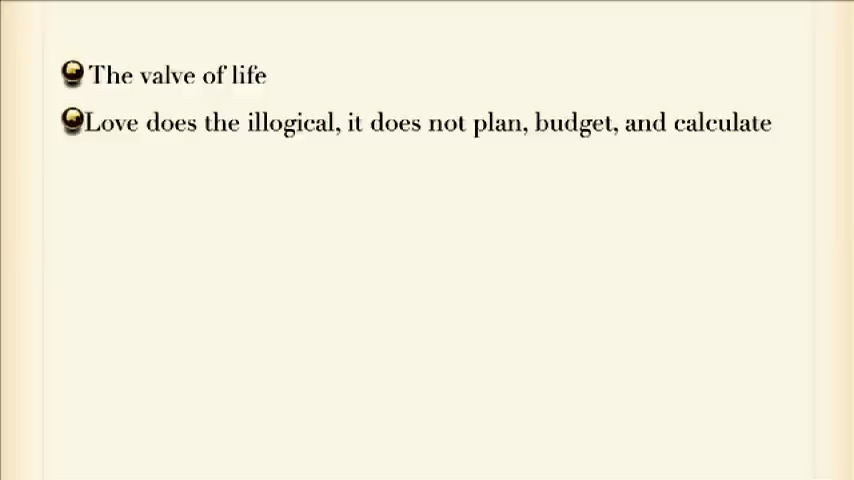 The valve of life
Love does the illogical, it does not plan, budget, and calculate